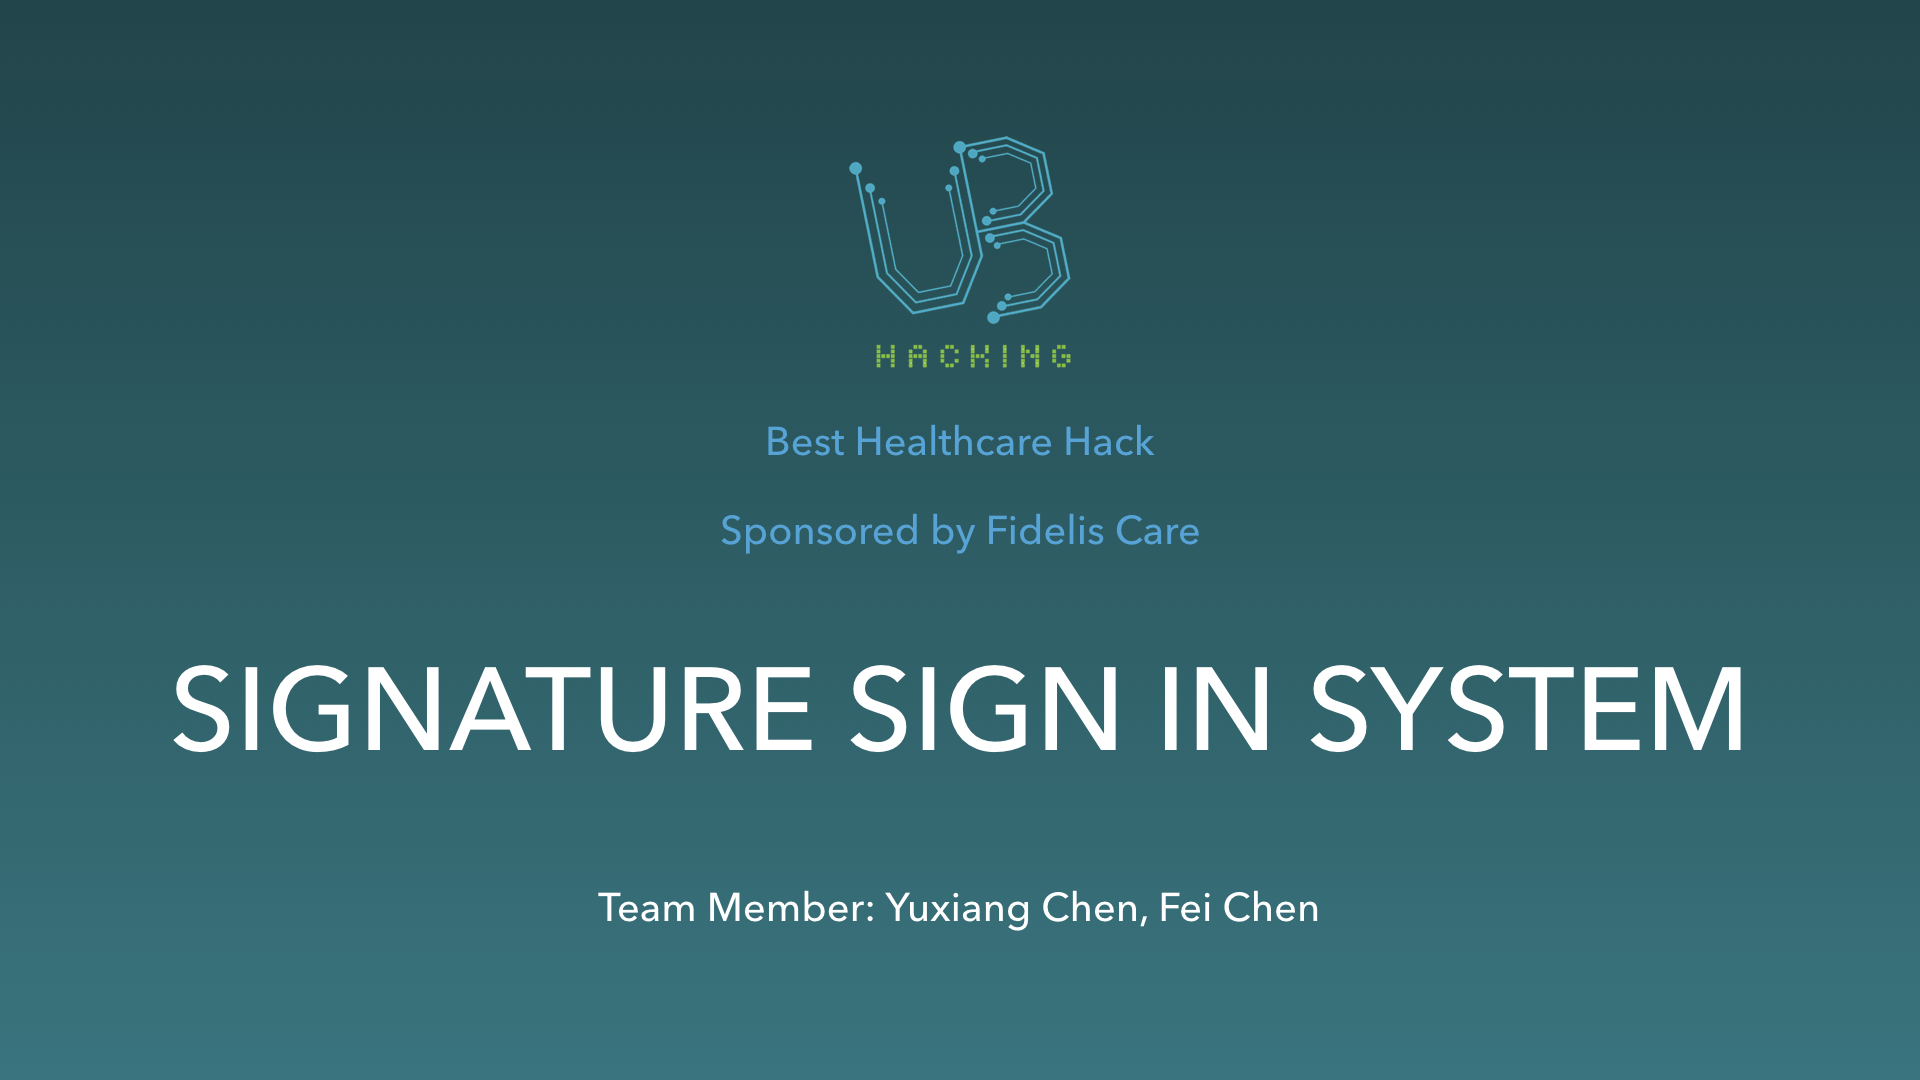 UB
HACKING
Best Healthcare Hack
Sponsored by Fidelis Care
SIGNATURE SIGN IN SYSTEM
Team Member: Yuxiang Chen, Fei Chen